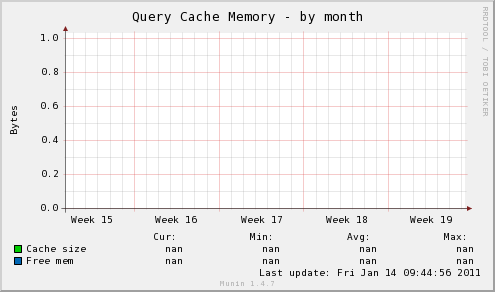 Query Cache Memory - by month
RRDTOOL / TOBI OETIKER
Bytes
1.0
0.8
0.6
0.4
0.2
0.0
Week 15 Week 16 Week 17 Week 18 Week 19
Cur: Min: Avg: Max:
Cache size nan nan nan nan
Free mem nan nan nan nan
Last update: Fri Jan 14 09:44:56 2011
Munin 1.4.7